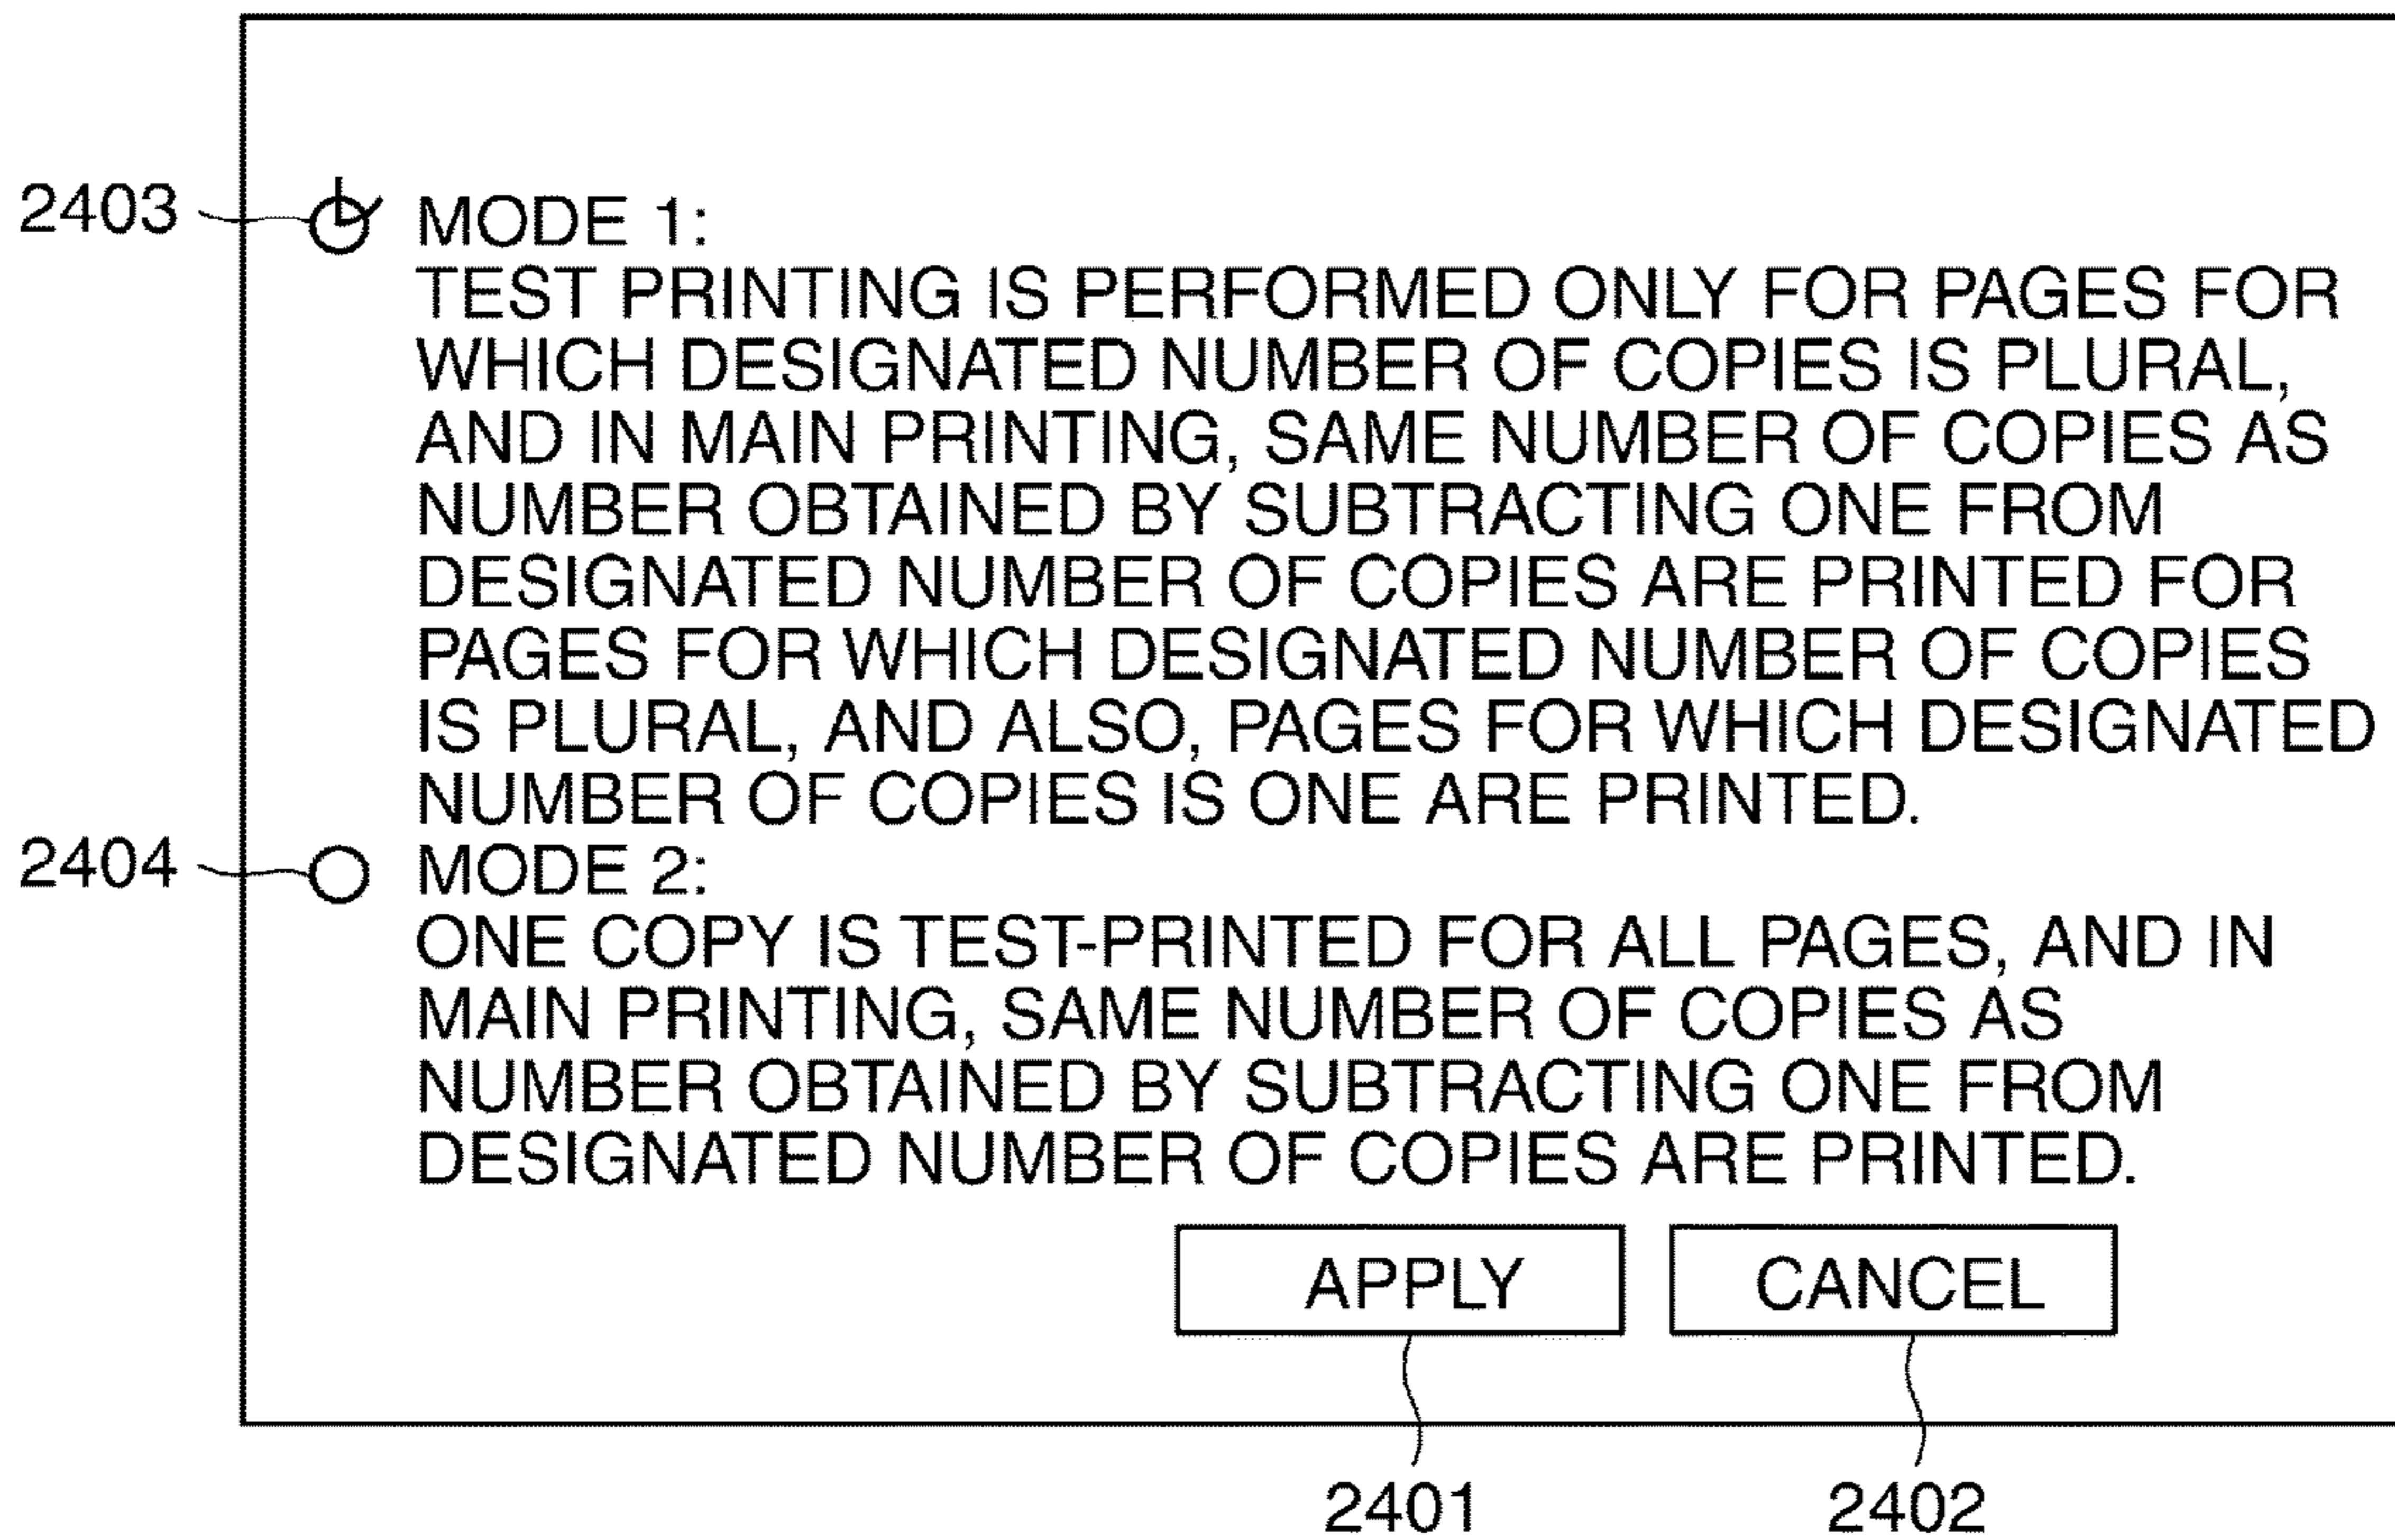 2403
MODE 1:
TEST PRINTING IS PERFORMED ONLY FOR PAGES FOR
WHICH DESIGNATED NUMBER OF COPIES IS PLURAL,
AND IN MAIN PRINTING, SAME NUMBER OF COPIES AS
NUMBER OBTAINED BY SUBTRACTING ONE FROM
DESIGNATED NUMBER OF COPIES ARE PRINTED FOR
PAGES FOR WHICH DESIGNATED NUMBER OF COPIES
IS PLURAL, AND ALSO, PAGES FOR WHICH DESIGNATED
NUMBER OF COPIES IS ONE ARE PRINTED.
2404
MODE 2:
ONE COPY IS TEST-PRINTED FOR ALL PAGES, AND IN
MAIN PRINTING, SAME NUMBER OF COPIES AS
NUMBER OBTAINED BY SUBTRACTING ONE FROM
DESIGNATED NUMBER OF COPIES ARE PRINTED.
APPLY
CANCEL
2401
2402